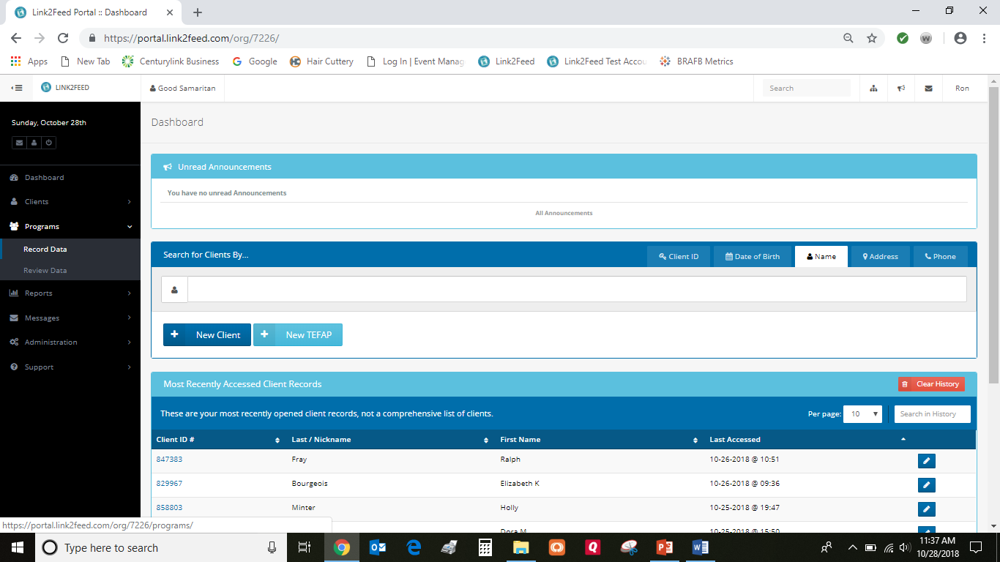 Link2Feed Portal :: Dashboard
https://portal.link2feed.com/org/7226/
Apps New Tab Centurylink Business Google Hair Cuttery Log In | Event Manag Link2Feed Link2Feed Test Accou BRAFB Metrics
LINK2FEED Good Samaritan Search Ron
Sunday, October 28th
Dashboard
Clients
Programs
Record Data
Review Data
Reports
Messages
Administration
Support
Dashboard
Unread Announcements
You have no unread Announcements
All Announcements
Search for Clients By... Client ID Date of Birth Name Address Phone
New Client New TEFAP
Most Recently Accessed Client Records Clear History
These are your most recently opened client records, not a comprehensive list of clients. Per page: 10 Search in History
Client ID # Last / Nickname First Name Last Accessed
847383 Fray Ralph 10-26-2018 @ 10:51
829967 Bourgeois Elizabeth K 10-26-2018 @ 09:36
858803 Minter Holly 10-25-2018 @ 19:47
Dora M 10-25-2018 @ 15:50
https://portal.link2feed.com/org/7226/programs/
Type here to search
11:37 AM
10/28/2018